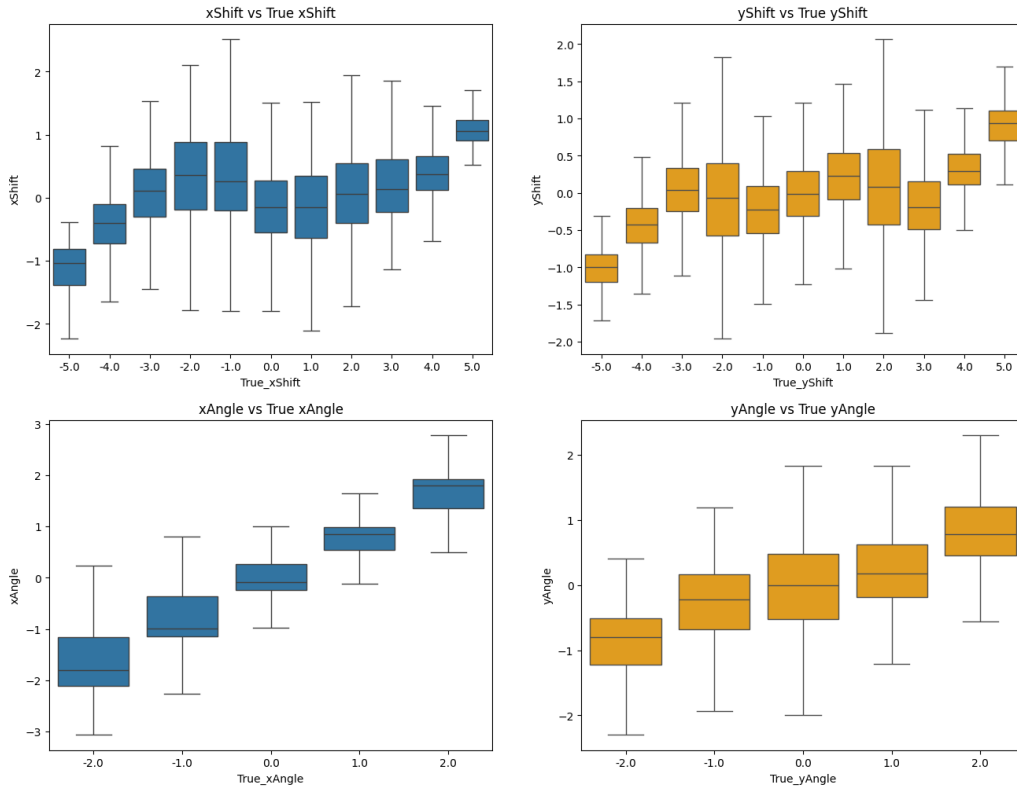 xShift vs True xShift
xShift
2
1
0
−1
−2
-5.0 -4.0 -3.0 -2.0 -1.0 0.0 1.0 2.0 3.0 4.0 5.0
True_xShift
yShift vs True yShift
yShift
2.0
1.5
1.0
0.5
0.0
−0.5
−1.0
−1.5
−2.0
-5.0 -4.0 -3.0 -2.0 -1.0 0.0 1.0 2.0 3.0 4.0 5.0
True_yShift
xAngle vs True xAngle
xAngle
3
2
1
0
−1
−2
−3
-2.0 -1.0 0.0 1.0 2.0
True_xAngle
yAngle vs True yAngle
yAngle
2
1
0
−1
−2
-2.0 -1.0 0.0 1.0 2.0
True_yAngle